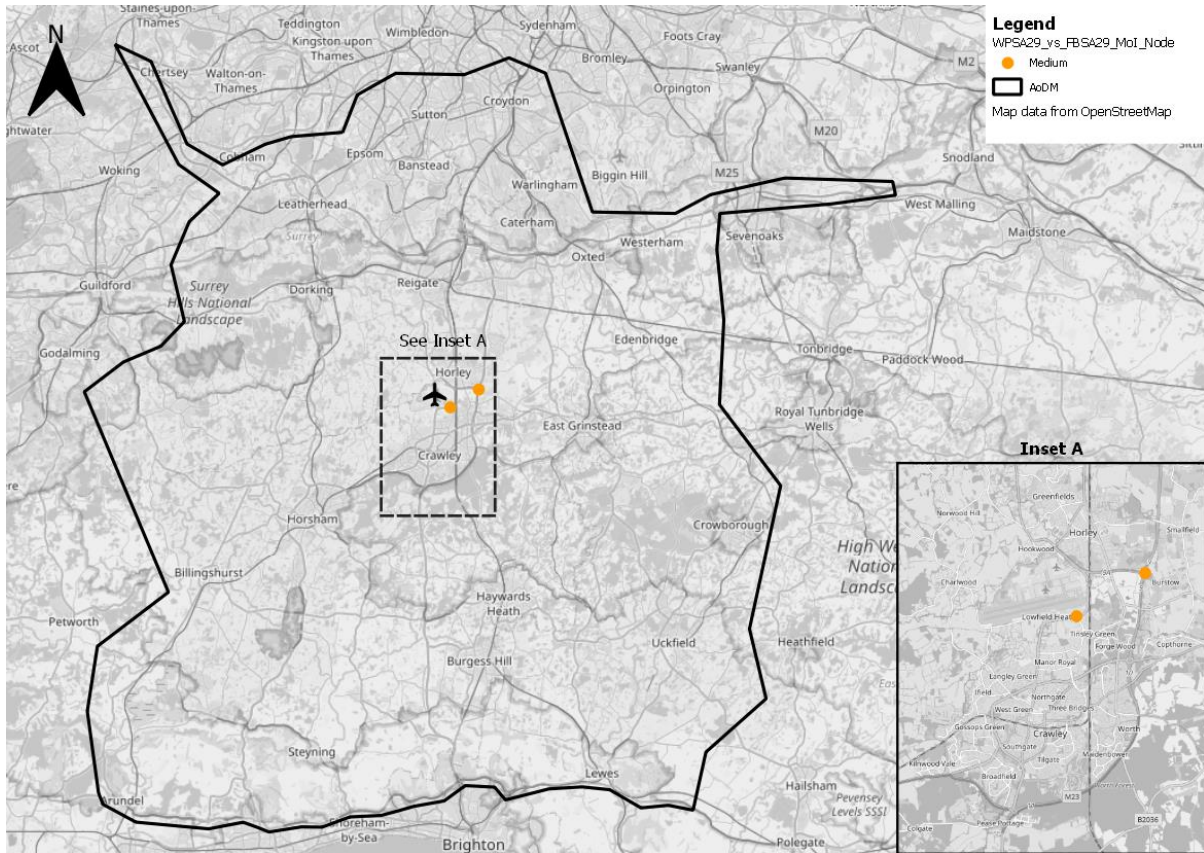 Staines-upon-
Thames
Teddington
Kingston upon
Thames
Wimbledon
Sydenham
Foots Cray
Bromley
Swanley
Orpington
M2
Ascot
N
Chertsey
Walton-on-
Thames
Croydon
Sutton
Cobham
Epsom
Banstead
Woking
Biggin Hill
M20
M25
Snodland
Warlingham
Leatherhead
Caterham
West Malling
Surrey
Westerham
Sevenoaks
Maidstone
Oxted
Guildford
Surrey
Hills National
Landscape
Dorking
Reigate
See Inset A
Edenbridge
Tonbridge
Godalming
Paddock Wood
Horley
East Grinstead
Royal Tunbridge
Wells
Crawley
Horsham
Crowborough
Billingshurst
Haywards
Heath
Petworth
Uckfield
Heathfield
Burgess Hill
Steyning
Lewes
Hailsham
Arundel
Shoreham-
by-Sea
Brighton
Pevensey
Levels SSSI
Polegate
Legend
WPSA29_vs_FBSA29_MoI_Node
Medium
AoDM
Map data from OpenStreetMap
Inset A
Greenfields
Norwood Hill
Smallfield
Horley
Hookwood
Charlwood
Burstow
Lowfield Heath
Tinsley Green
Forge Wood
Copthorne
Manor Royal
Langley Green
Ifield
Northgate
West Green
Three Bridges
Gossops Green
Crawley
Worth
Southgate
Maidenbower
Kilnwood Vale
Tilgate
Broadfield
M23
Colgate
Pease Pottage
B2036